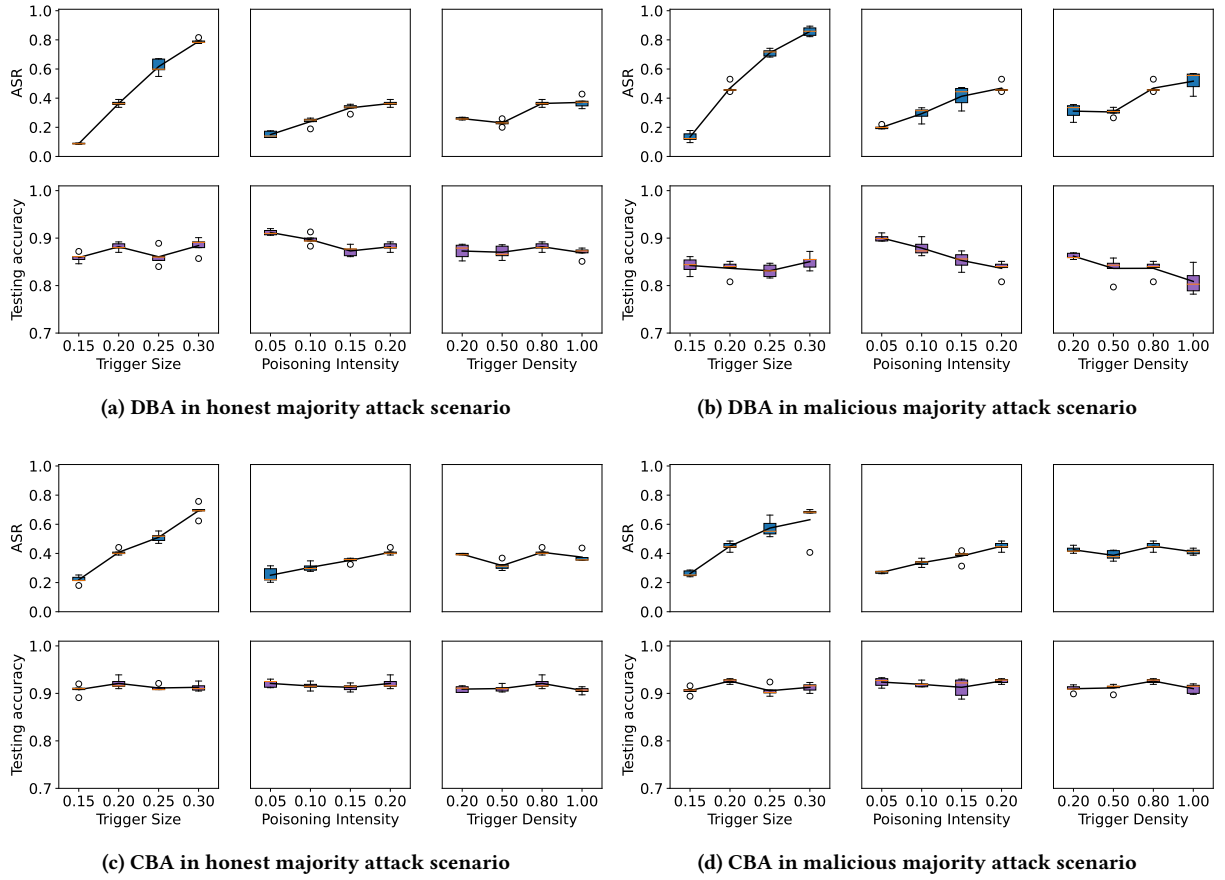 1.0
0.8
0.6
0.4
0.2
0.0
ASR
1.0
0.9
0.8
0.7
Testing accuracy
0.15 0.20 0.25 0.30
Trigger Size
0.05 0.10 0.15 0.20
Poisoning Intensity
0.20 0.50 0.80 1.00
Trigger Density
(a) DBA in honest majority attack scenario
1.0
0.8
0.6
0.4
0.2
0.0
ASR
1.0
0.9
0.8
0.7
Testing accuracy
0.15 0.20 0.25 0.30
Trigger Size
0.05 0.10 0.15 0.20
Poisoning Intensity
0.20 0.50 0.80 1.00
Trigger Density
(b) DBA in malicious majority attack scenario
1.0
0.8
0.6
0.4
0.2
0.0
ASR
1.0
0.9
0.8
0.7
Testing accuracy
0.15 0.20 0.25 0.30
Trigger Size
0.05 0.10 0.15 0.20
Poisoning Intensity
0.20 0.50 0.80 1.00
Trigger Density
(c) CBA in honest majority attack scenario
1.0
0.8
0.6
0.4
0.2
0.0
ASR
1.0
0.9
0.8
0.7
Testing accuracy
0.15 0.20 0.25 0.30
Trigger Size
0.05 0.10 0.15 0.20
Poisoning Intensity
0.20 0.50 0.80 1.00
Trigger Density
(d) CBA in malicious majority attack scenario